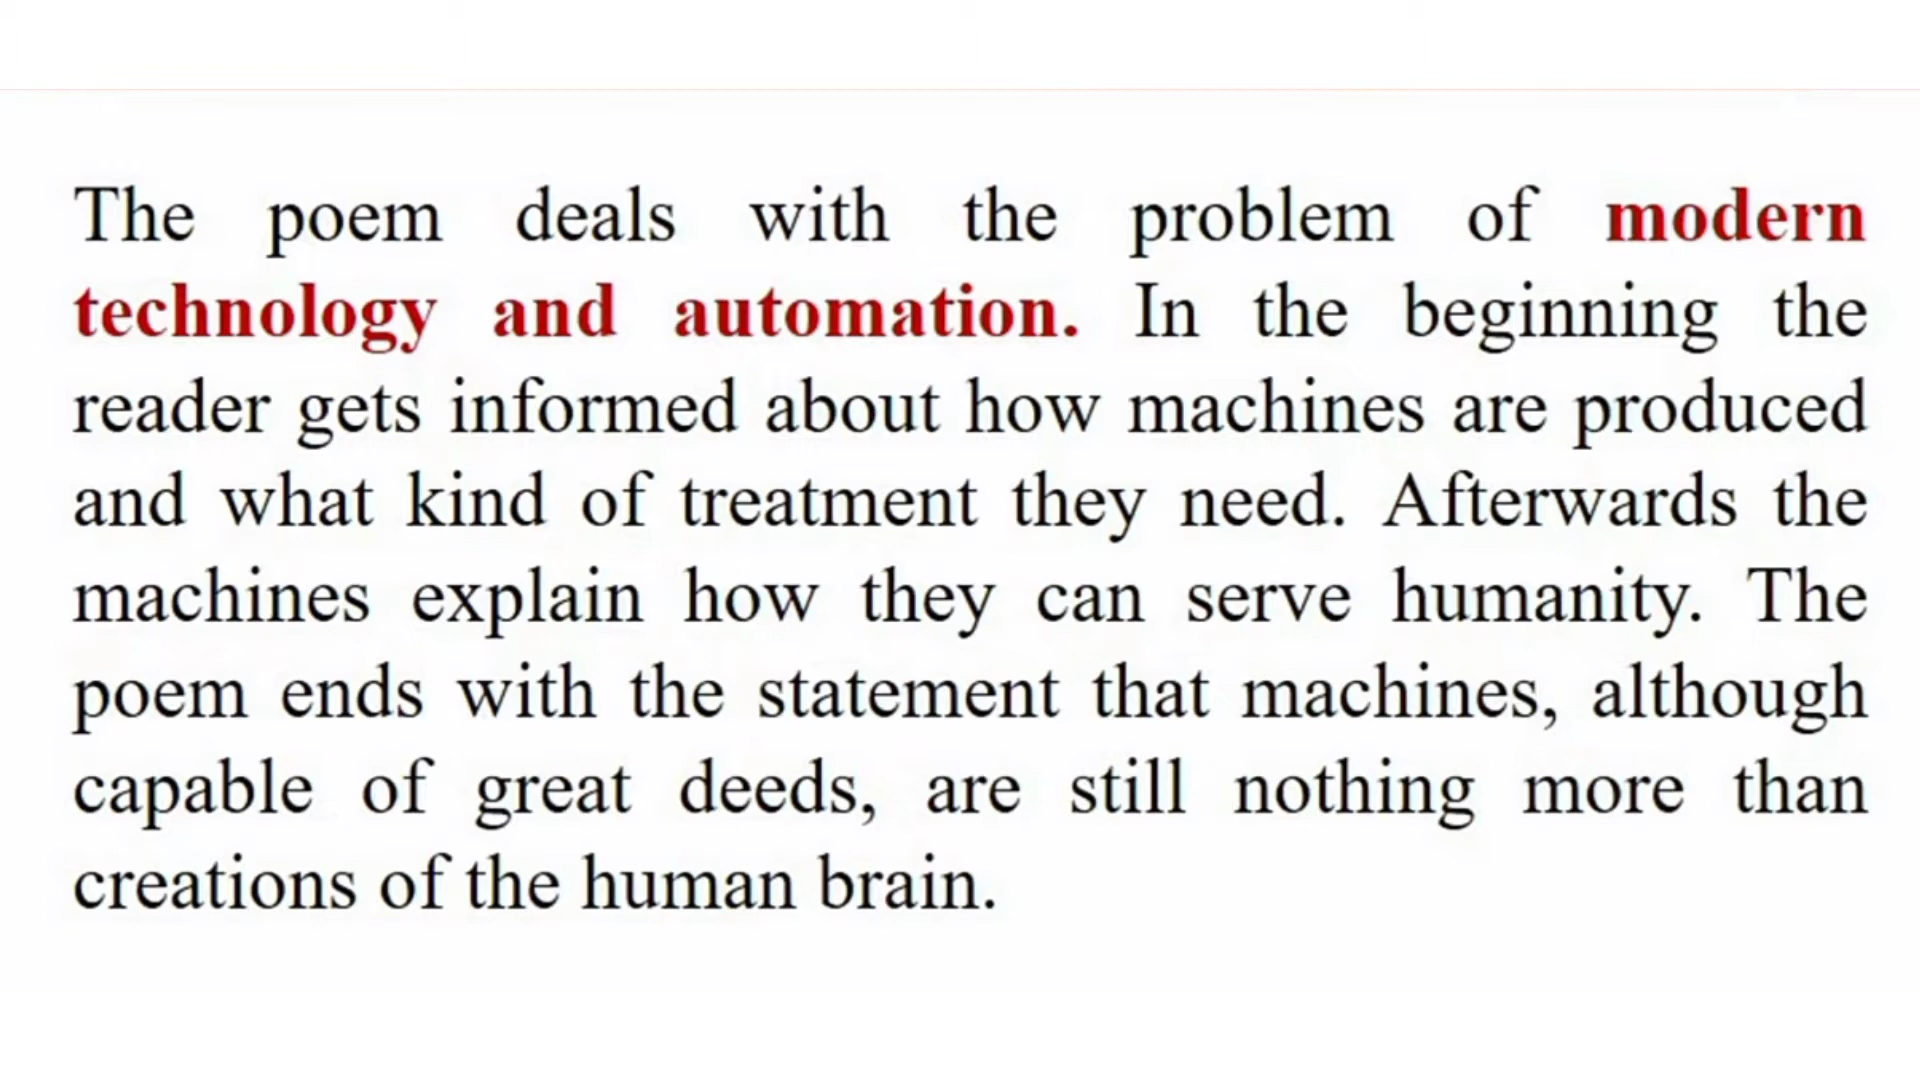 The poem deals with the problem of modern
technology and automation. In the beginning the
reader gets informed about how machines are produced
and what kind of treatment they need. Afterwards the
machines explain how they can serve humanity. The
poem ends with the statement that machines, although
capable of great deeds, are still nothing more than
creations of the human brain.